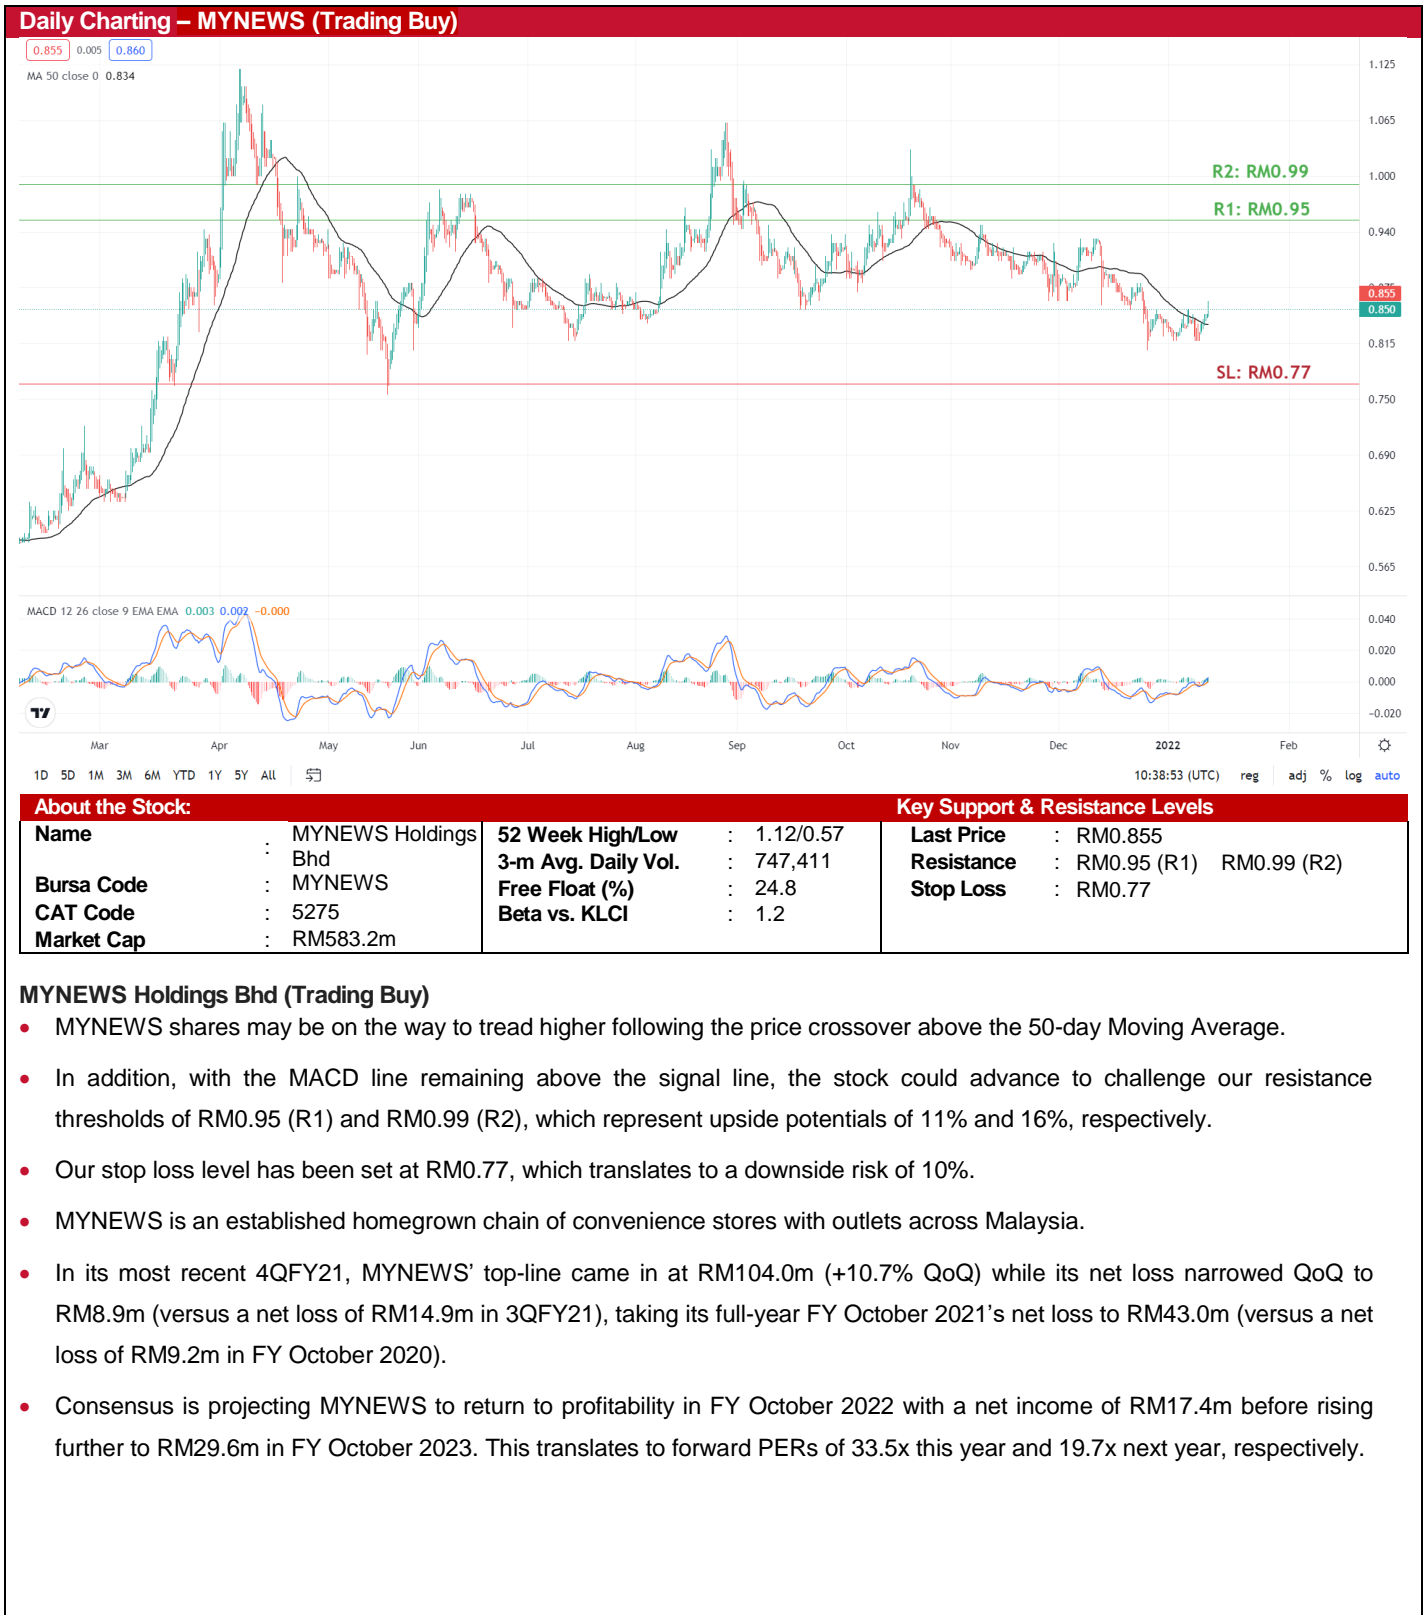 Daily Charting – MYNEWS (Trading Buy)
0.855 0.005 0.860
MA 50 close 0 0.834
1.125
1.065
R2: RM0.99
1.000
R1: RM0.95
0.940
0.855
0.850
0.815
SL: RM0.77
0.750
0.690
0.625
0.565
MACD 12 26 close 9 EMA EMA 0.003 0.002 −0.000
0.040
0.020
0.000
−0.020
Mar Apr May Jun Jul Aug Sep Oct Nov Dec 2022 Feb
1D 5D 1M 3M 6M YTD 1Y 5Y All 10:38:53 (UTC) reg adj % log auto
About the Stock: Key Support & Resistance Levels
Name : MYNEWS Holdings Bhd
Bursa Code : MYNEWS
CAT Code : 5275
Market Cap : RM583.2m
52 Week High/Low : 1.12/0.57
3-m Avg. Daily Vol. : 747,411
Free Float (%) : 24.8
Beta vs. KLCI : 1.2
Last Price : RM0.855
Resistance : RM0.95 (R1) RM0.99 (R2)
Stop Loss : RM0.77
MYNEWS Holdings Bhd (Trading Buy)
• MYNEWS shares may be on the way to tread higher following the price crossover above the 50-day Moving Average.
• In addition, with the MACD line remaining above the signal line, the stock could advance to challenge our resistance
thresholds of RM0.95 (R1) and RM0.99 (R2), which represent upside potentials of 11% and 16%, respectively.
• Our stop loss level has been set at RM0.77, which translates to a downside risk of 10%.
• MYNEWS is an established homegrown chain of convenience stores with outlets across Malaysia.
• In its most recent 4QFY21, MYNEWS’ top-line came in at RM104.0m (+10.7% QoQ) while its net loss narrowed QoQ to
RM8.9m (versus a net loss of RM14.9m in 3QFY21), taking its full-year FY October 2021’s net loss to RM43.0m (versus a net
loss of RM9.2m in FY October 2020).
• Consensus is projecting MYNEWS to return to profitability in FY October 2022 with a net income of RM17.4m before rising
further to RM29.6m in FY October 2023. This translates to forward PERs of 33.5x this year and 19.7x next year, respectively.